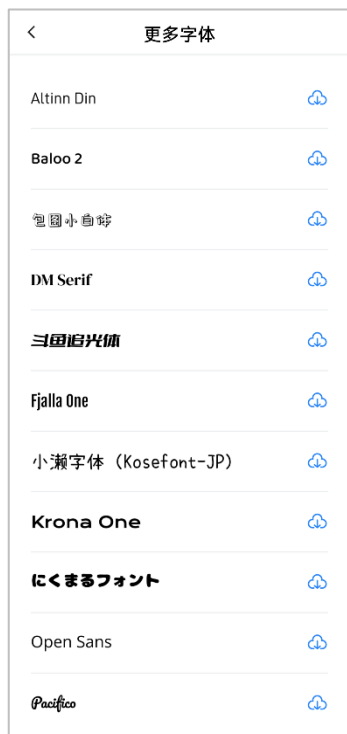 更多字体
Altinn Din
Baloo 2
包图小白体
DM Serif
斗鱼追光体
Fjalla One
小濑字体（Kosefont-JP）
Krona One
にくまるフォント
Open Sans
Pacifico